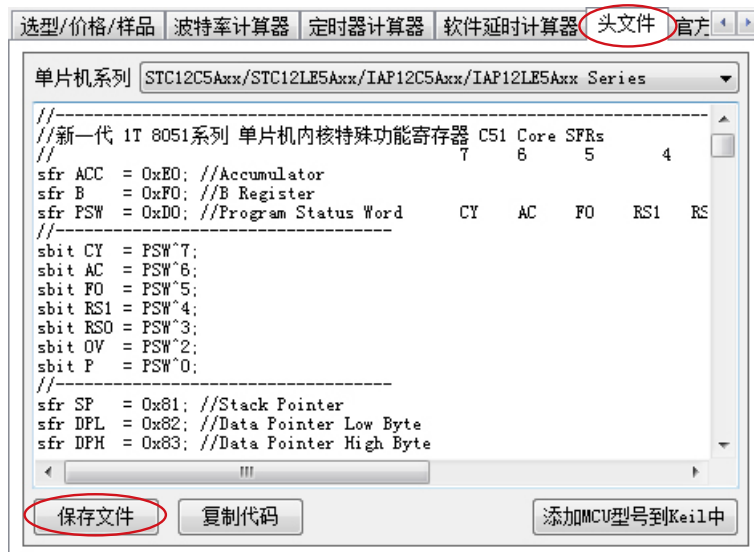 选型/价格/样品 波特率计算器 定时器计算器 软件延时计算器 头文件 官方
单片机系列 STC12C5Axx/STC12LE5Axx/IAP12C5Axx/IAP12LE5Axx Series
//-------------------------------------------------------------------
//新一代 1T 8051系列 单片机内核特殊功能寄存器 C51 Core SFRs
// 7 6 5 4
sfr ACC = 0xE0; //Accumulator
sfr B = 0xF0; //B Register
sfr PSW = 0xD0; //Program Status Word CY AC F0 RS1 RS
//-----------------------------------
sbit CY = PSW^7;
sbit AC = PSW^6;
sbit F0 = PSW^5;
sbit RS1 = PSW^4;
sbit RS0 = PSW^3;
sbit OV = PSW^2;
sbit P = PSW^0;
//-----------------------------------
sfr SP = 0x81; //Stack Pointer
sfr DPL = 0x82; //Data Pointer Low Byte
sfr DPH = 0x83; //Data Pointer High Byte
保存文件 复制代码 添加MCU型号到Keil中